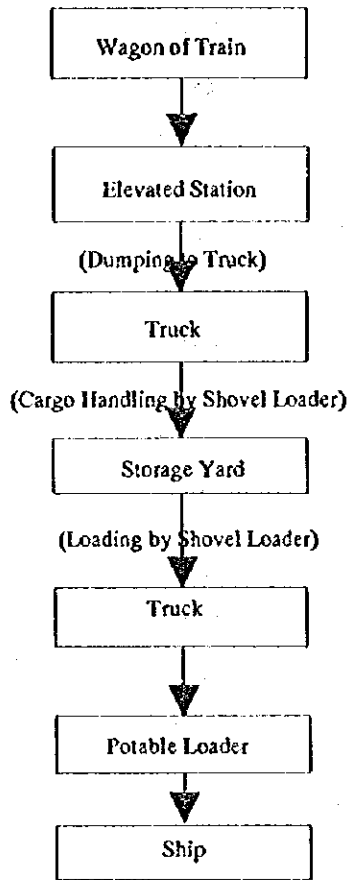 Wagon of Train
Elevated Station
(Dumping to Truck)
Truck
(Cargo Handling by Shovel Loader)
Storage Yard
(Loading by Shovel Loader)
Truck
Potable Loader
Ship